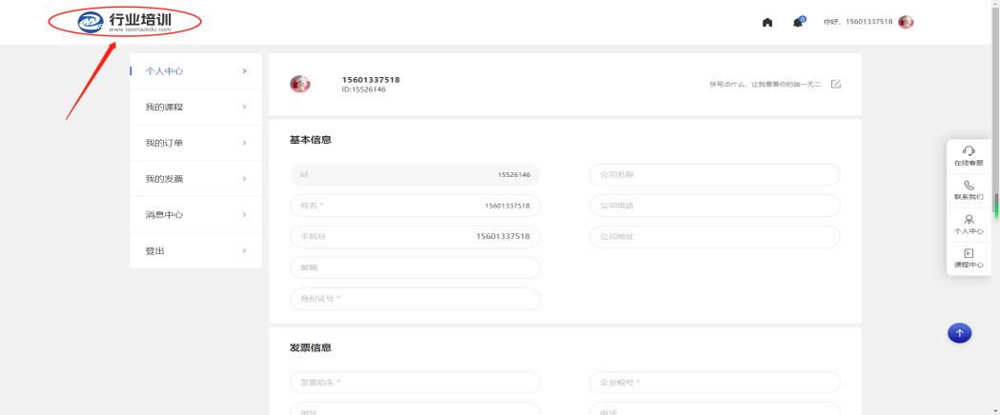 行业培训
www lanmaiedu.com
你好，15601337518
个人中心
我的课程
我的订单
我的发票
消息中心
登出
15601337518
ID:15526146
快写点什么，让我看看你的独一无二
基本信息
id 15526146
公司名称
姓名 * 15601337518
公司电话
手机号 15601337518
公司地址
邮箱
身份证号 *
发票信息
发票抬头 *
企业税号 *
地址
电话
在线客服
联系我们
个人中心
课程中心